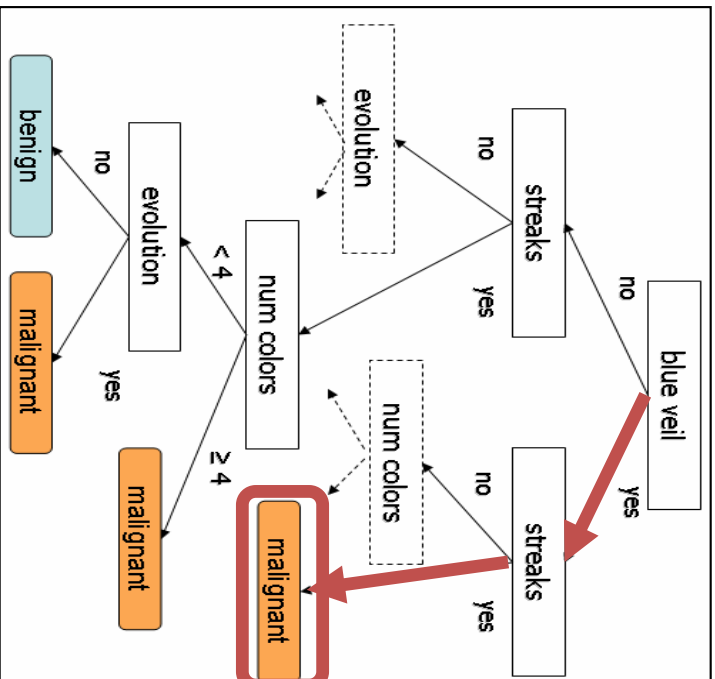 blue veil
no
yes
streaks
streaks
no
yes
no
yes
evolution
num colors
num colors
malignant
< 4
≥ 4
evolution
malignant
no
yes
benign
malignant